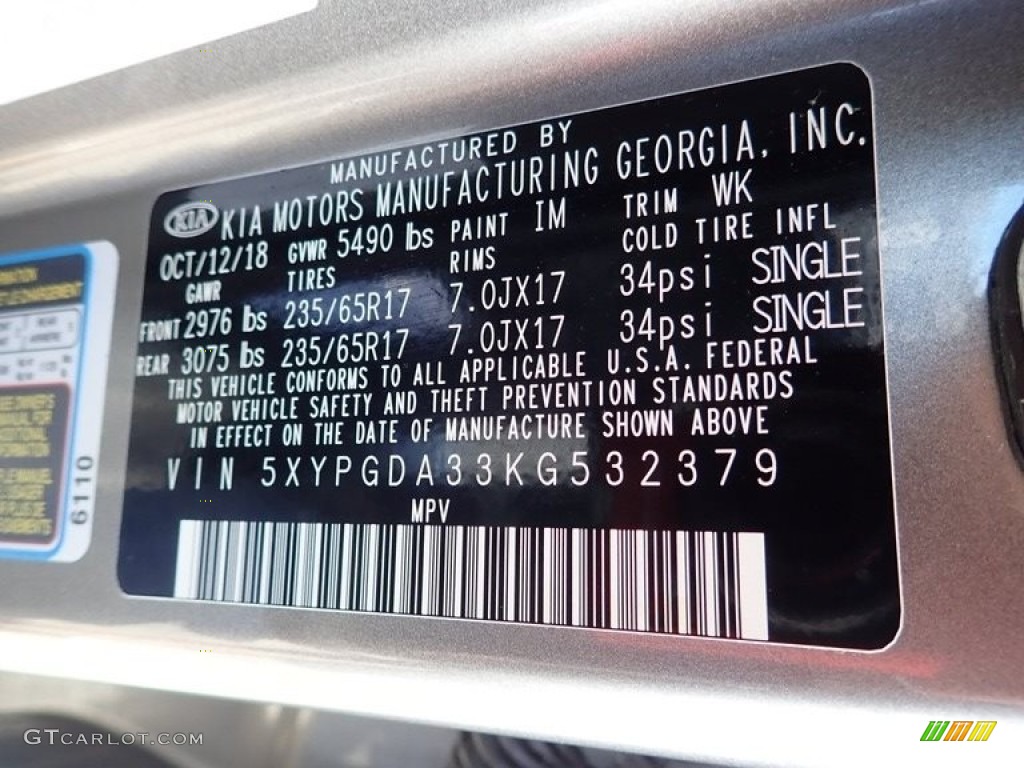 MANUFACTURED BY
KIA KIA MOTORS MANUFACTURING GEORGIA, INC.
OCT/12/18 GVWR 5490 lbs PAINT IM TRIM WK
GAWR TIRES RIMS COLD TIRE INFL
FRONT 2976 lbs 235/65R17 7.0JX17 34psi SINGLE
REAR 3075 lbs 235/65R17 7.0JX17 34psi SINGLE
THIS VEHICLE CONFORMS TO ALL APPLICABLE U.S.A. FEDERAL
MOTOR VEHICLE SAFETY AND THEFT PREVENTION STANDARDS
IN EFFECT ON THE DATE OF MANUFACTURE SHOWN ABOVE
VIN 5XYPGDA33KG532379
MPV
6110
GTCARLOT.COM